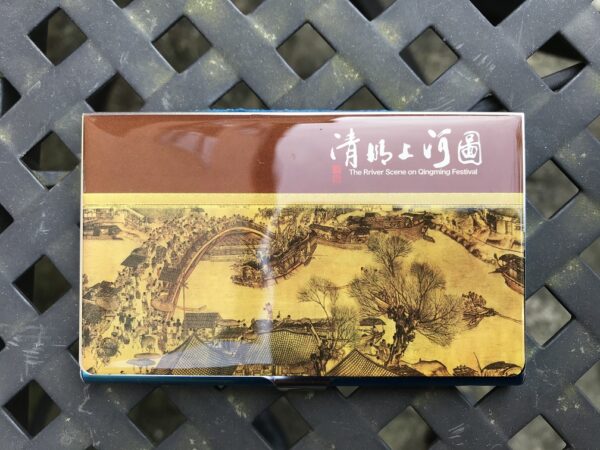 清明上河圖
The Rriver Scene on Qingming Festival